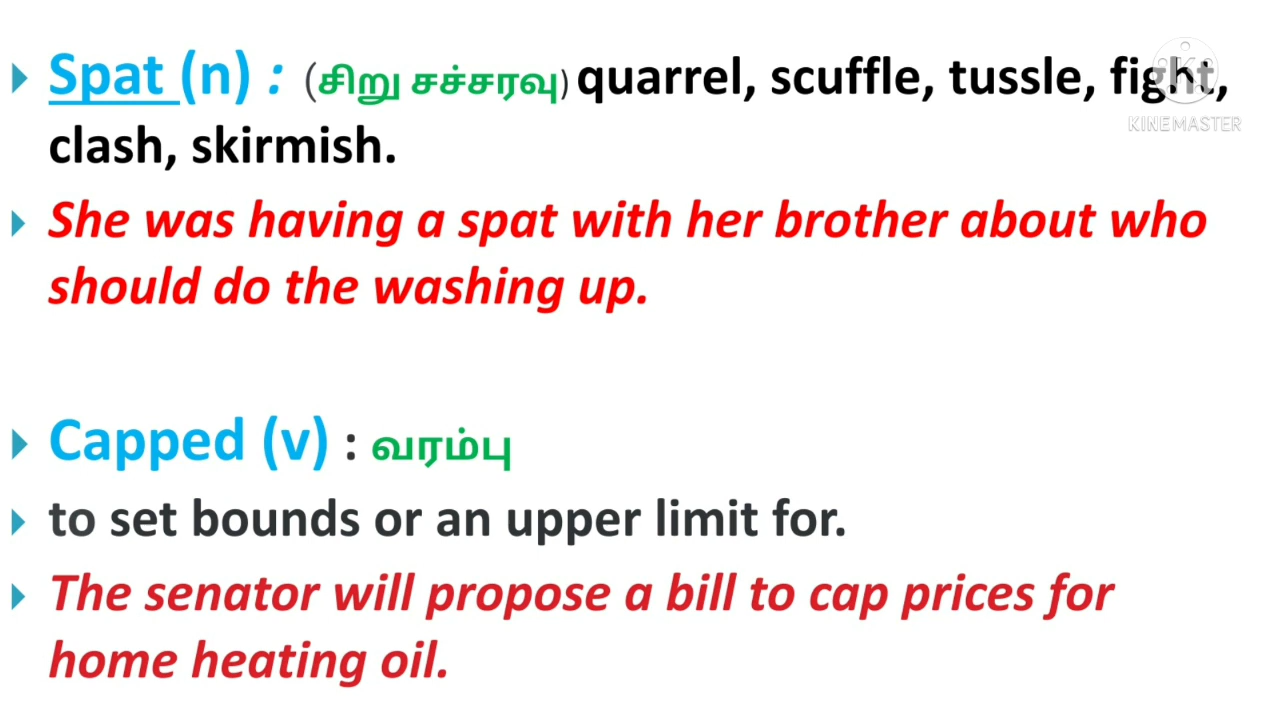 Spat (n) : (சிறு சச்சரவு) quarrel, scuffle, tussle, fight,
KINEMASTER
clash, skirmish.
She was having a spat with her brother about who
should do the washing up.
Capped (v) : வரம்பு
to set bounds or an upper limit for.
The senator will propose a bill to cap prices for
home heating oil.